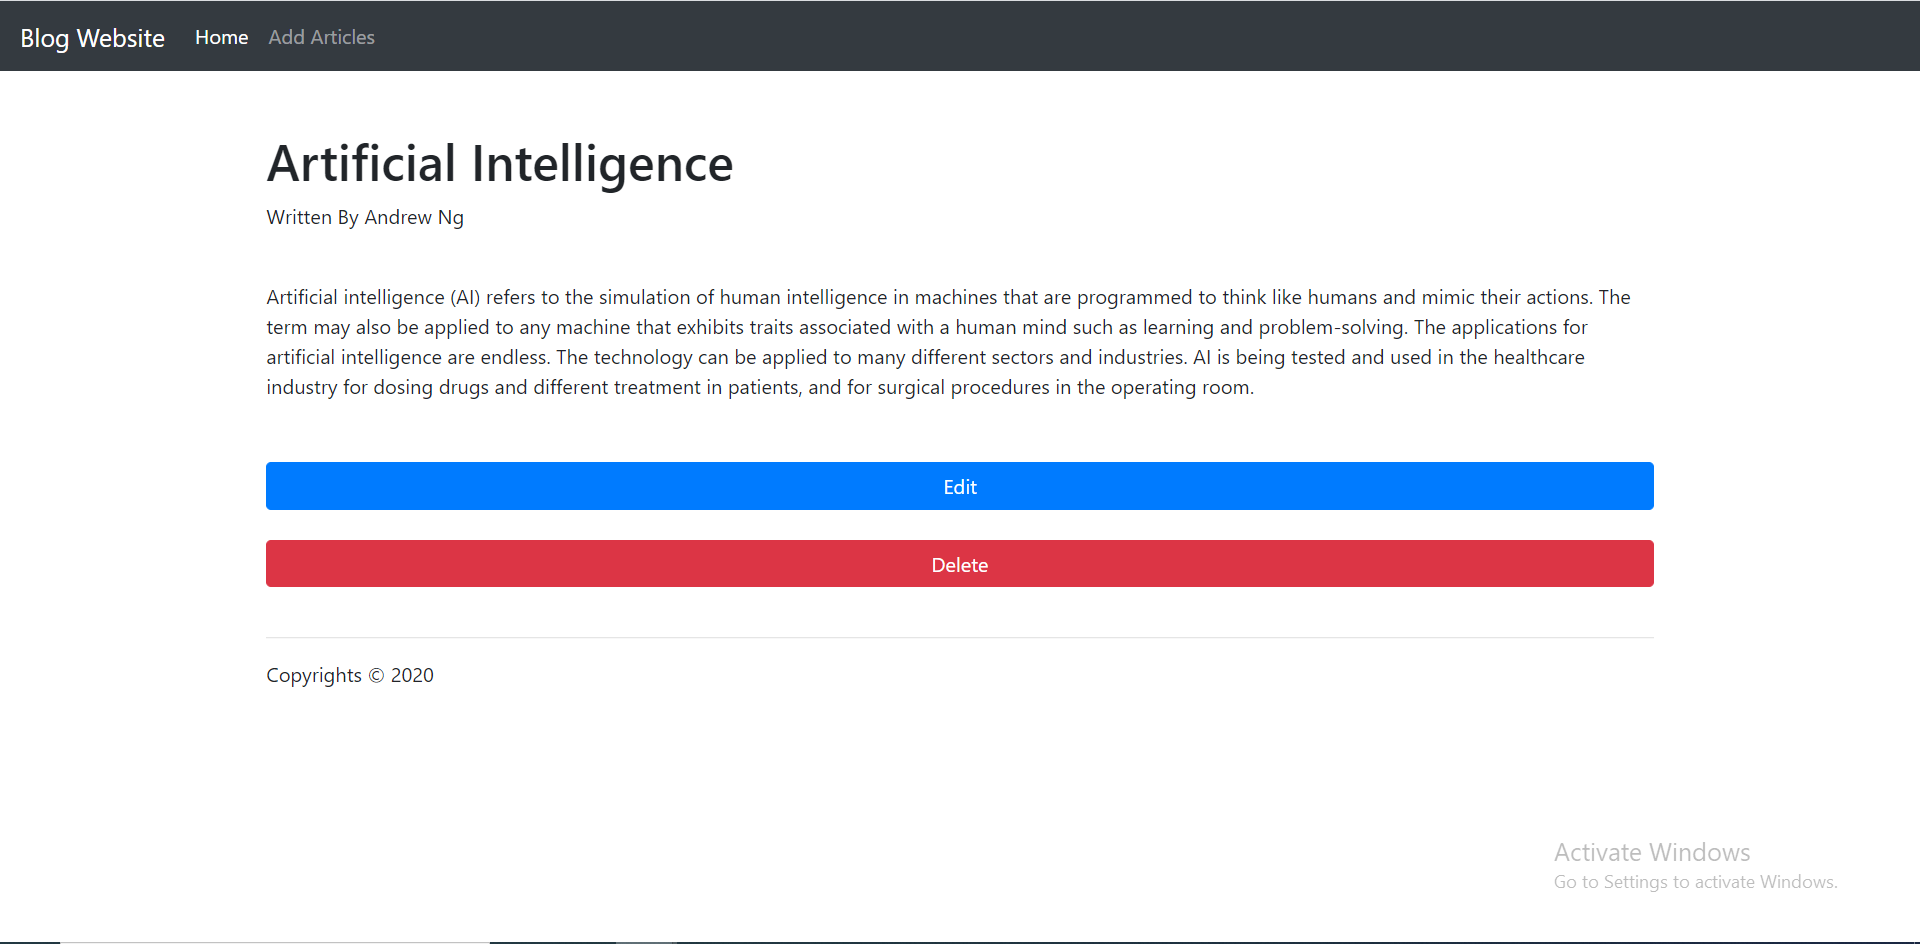 Blog Website Home Add Articles
Artificial Intelligence
Written By Andrew Ng
Artificial intelligence (AI) refers to the simulation of human intelligence in machines that are programmed to think like humans and mimic their actions. The
term may also be applied to any machine that exhibits traits associated with a human mind such as learning and problem-solving. The applications for
artificial intelligence are endless. The technology can be applied to many different sectors and industries. AI is being tested and used in the healthcare
industry for dosing drugs and different treatment in patients, and for surgical procedures in the operating room.
Edit
Delete
Copyrights © 2020
Activate Windows
Go to Settings to activate Windows.